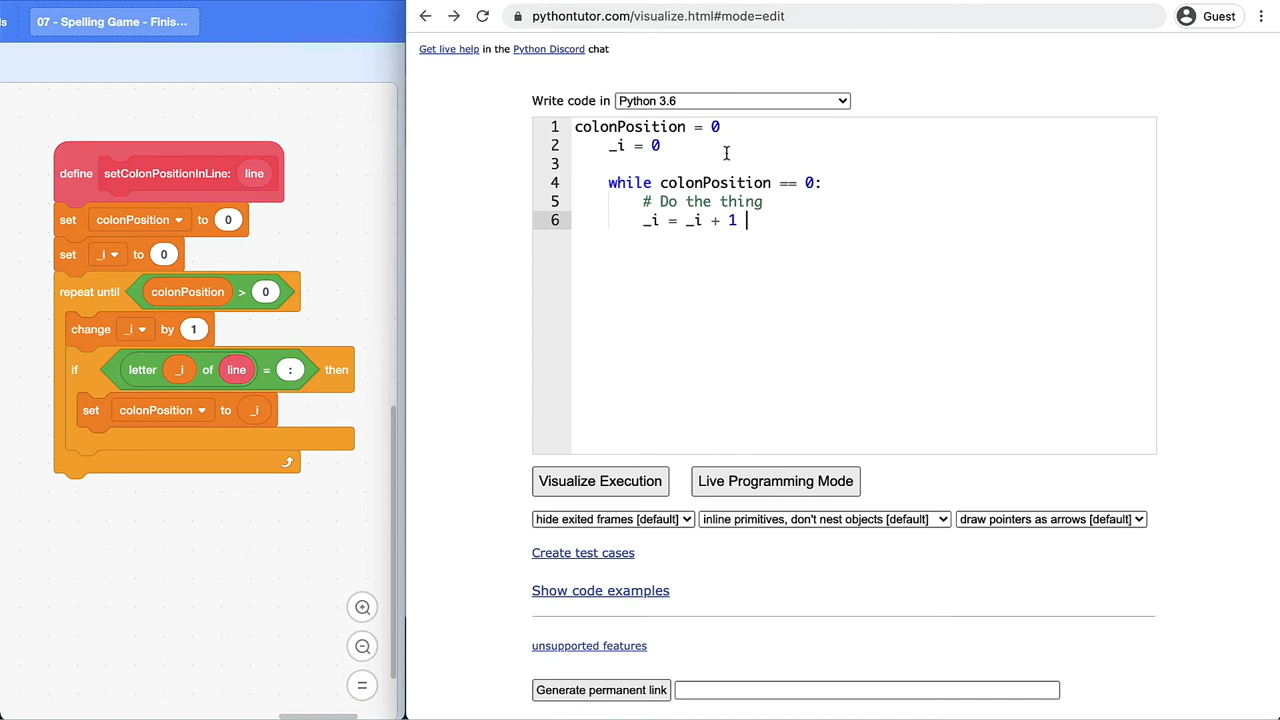 ls
07 - Spelling Game - Finis...
define setColonPositionInLine: line
set colonPosition to 0
set _i to 0
repeat until colonPosition > 0
change _i by 1
if letter _i of line = : then
set colonPosition to _i
pythontutor.com/visualize.html#mode=edit
Guest
Get live help in the Python Discord chat
Write code in Python 3.6
1 colonPosition = 0
2 _i = 0
3
4 while colonPosition == 0:
5 # Do the thing
6 _i = _i + 1
Visualize Execution
Live Programming Mode
hide exited frames [default]
inline primitives, don't nest objects [default]
draw pointers as arrows [default]
Create test cases
Show code examples
unsupported features
Generate permanent link